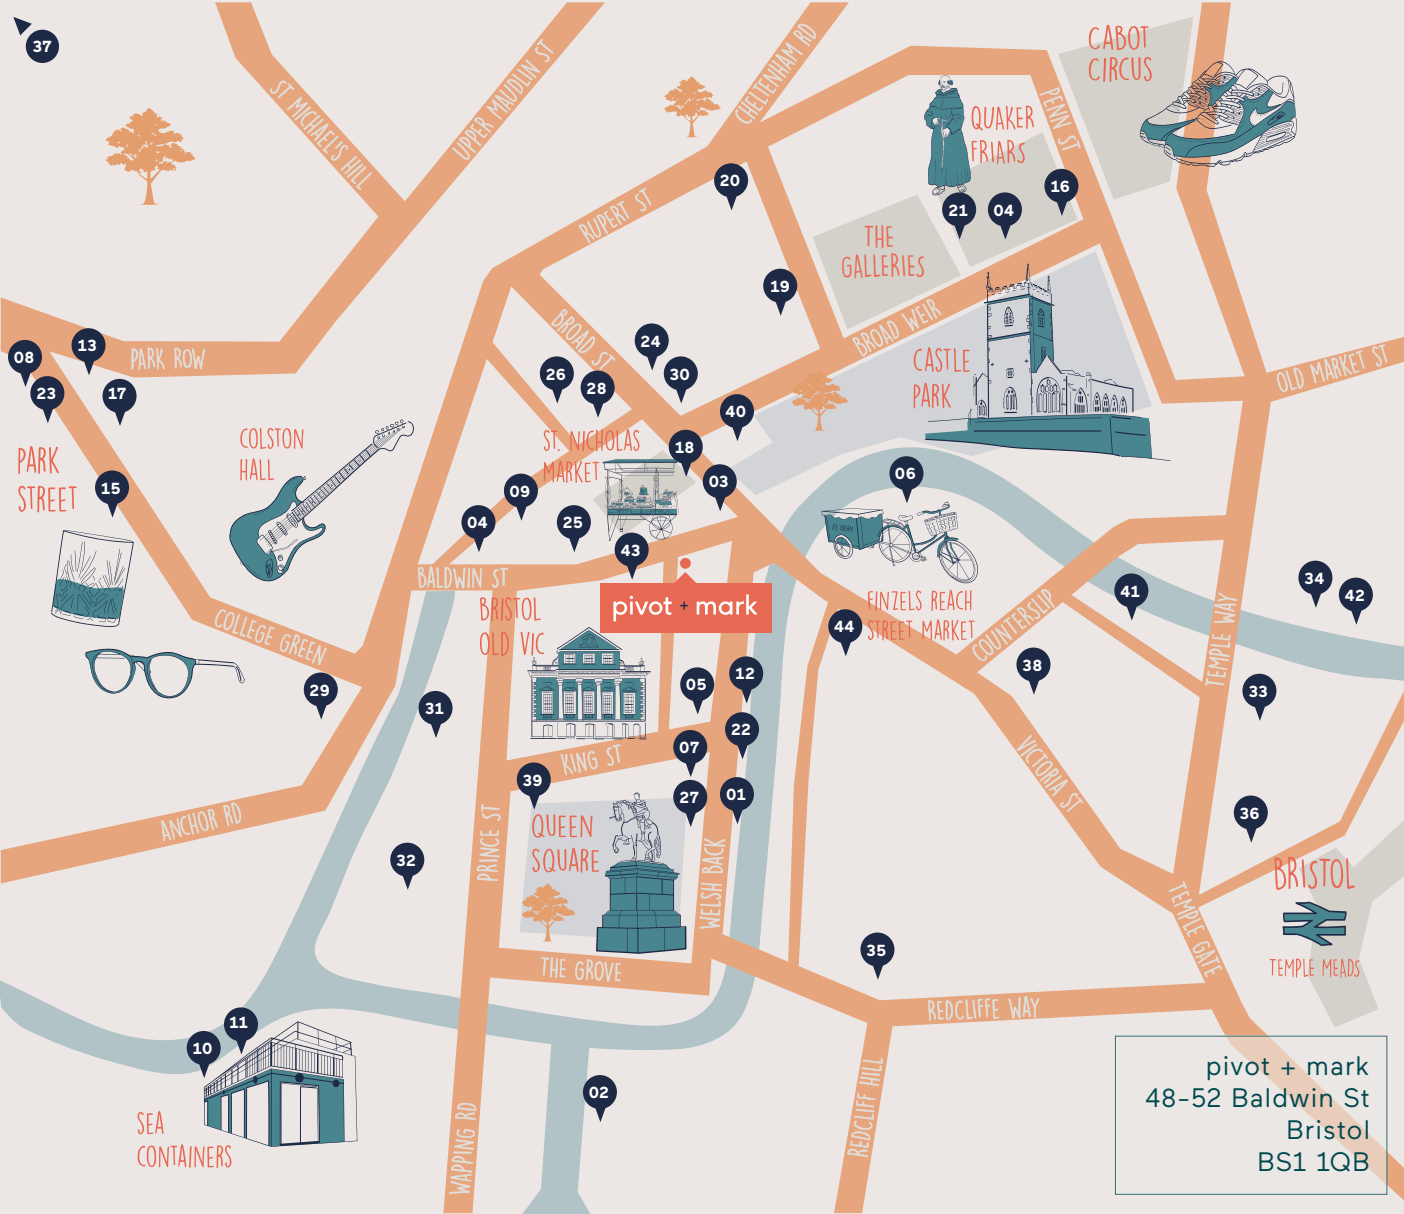 37
ST MICHAEL'S HILL
UPPER MAUDLIN ST
CHELTENHAM RD
CABOT
CIRCUS
PENN ST
QUAKER
FRIARS
20
21
04
16
RUPERT ST
THE
GALLERIES
19
BROAD WEIR
BROAD ST
24
30
26
28
40
CASTLE
PARK
OLD MARKET ST
08
13
PARK ROW
23
17
PARK
STREET
15
COLSTON
HALL
ST. NICHOLAS
MARKET
18
03
06
09
04
25
43
BALDWIN ST
pivot + mark
BRISTOL
OLD VIC
ICE CREAM
FINZELS REACH
STREET MARKET
44
COUNTERSLIP
41
34
42
TEMPLE WAY
38
33
COLLEGE GREEN
29
31
05
12
22
07
KING ST
39
27
01
QUEEN
SQUARE
PRINCE ST
WELSH BACK
VICTORIA ST
36
ANCHOR RD
32
BRISTOL
TEMPLE MEADS
TEMPLE GATE
35
THE GROVE
REDCLIFFE WAY
11
10
SEA
CONTAINERS
02
WAPPING RD
REDCLIFF HILL
pivot + mark
48-52 Baldwin St
Bristol
BS1 1QB